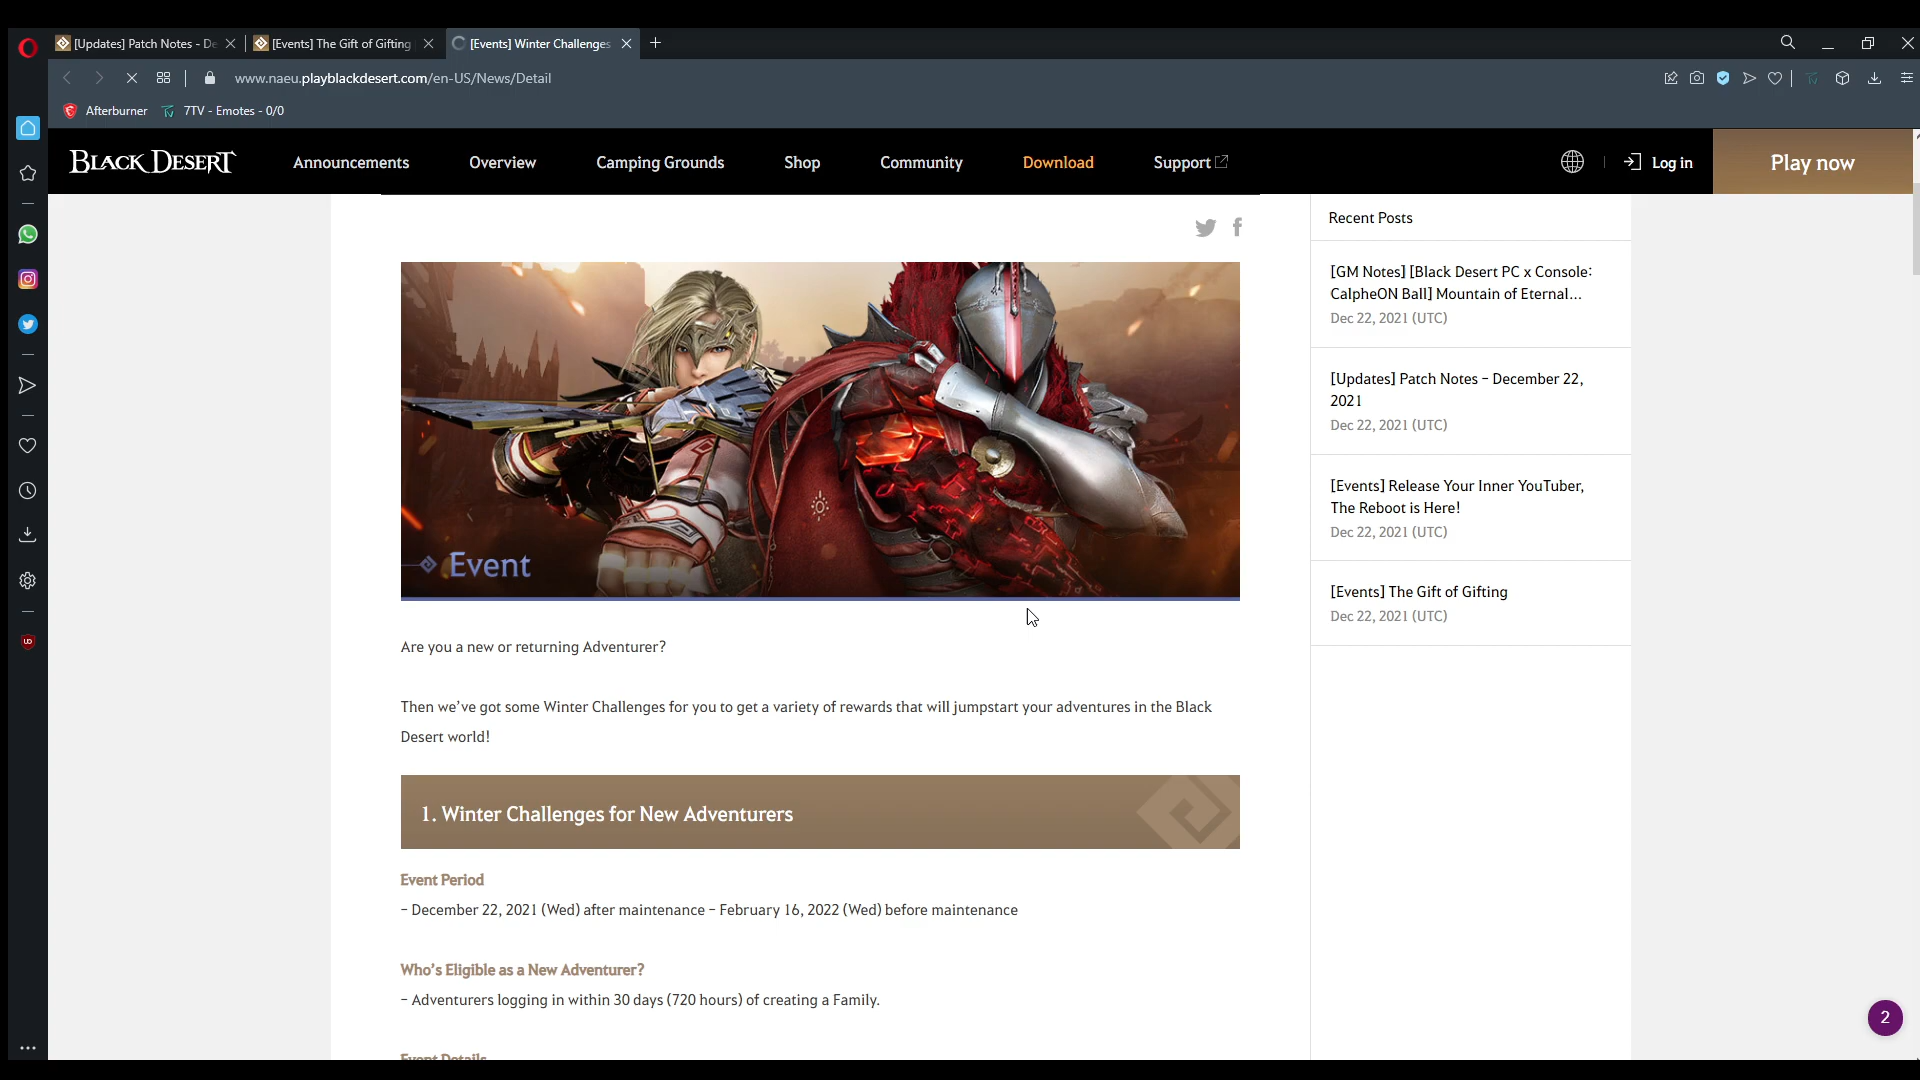 [Updates] Patch Notes - De
[Events] The Gift of Gifting
[Events] Winter Challenges
www.naeu.playblackdesert.com/en-US/News/Detail
Afterburner
7TV - Emotes - 0/0
BLACK DESERT
Announcements
Overview
Camping Grounds
Shop
Community
Download
Support
Log in
Play now
Event
Are you a new or returning Adventurer?
Then we've got some Winter Challenges for you to get a variety of rewards that will jumpstart your adventures in the Black
Desert world!
1. Winter Challenges for New Adventurers
Event Period
- December 22, 2021 (Wed) after maintenance - February 16, 2022 (Wed) before maintenance
Who's Eligible as a New Adventurer?
- Adventurers logging in within 30 days (720 hours) of creating a Family.
Event Details
Recent Posts
[GM Notes] [Black Desert PC x Console:
CalpheON Ball] Mountain of Eternal...
Dec 22, 2021 (UTC)
[Updates] Patch Notes - December 22,
2021
Dec 22, 2021 (UTC)
[Events] Release Your Inner YouTuber,
The Reboot is Here!
Dec 22, 2021 (UTC)
[Events] The Gift of Gifting
Dec 22, 2021 (UTC)
2